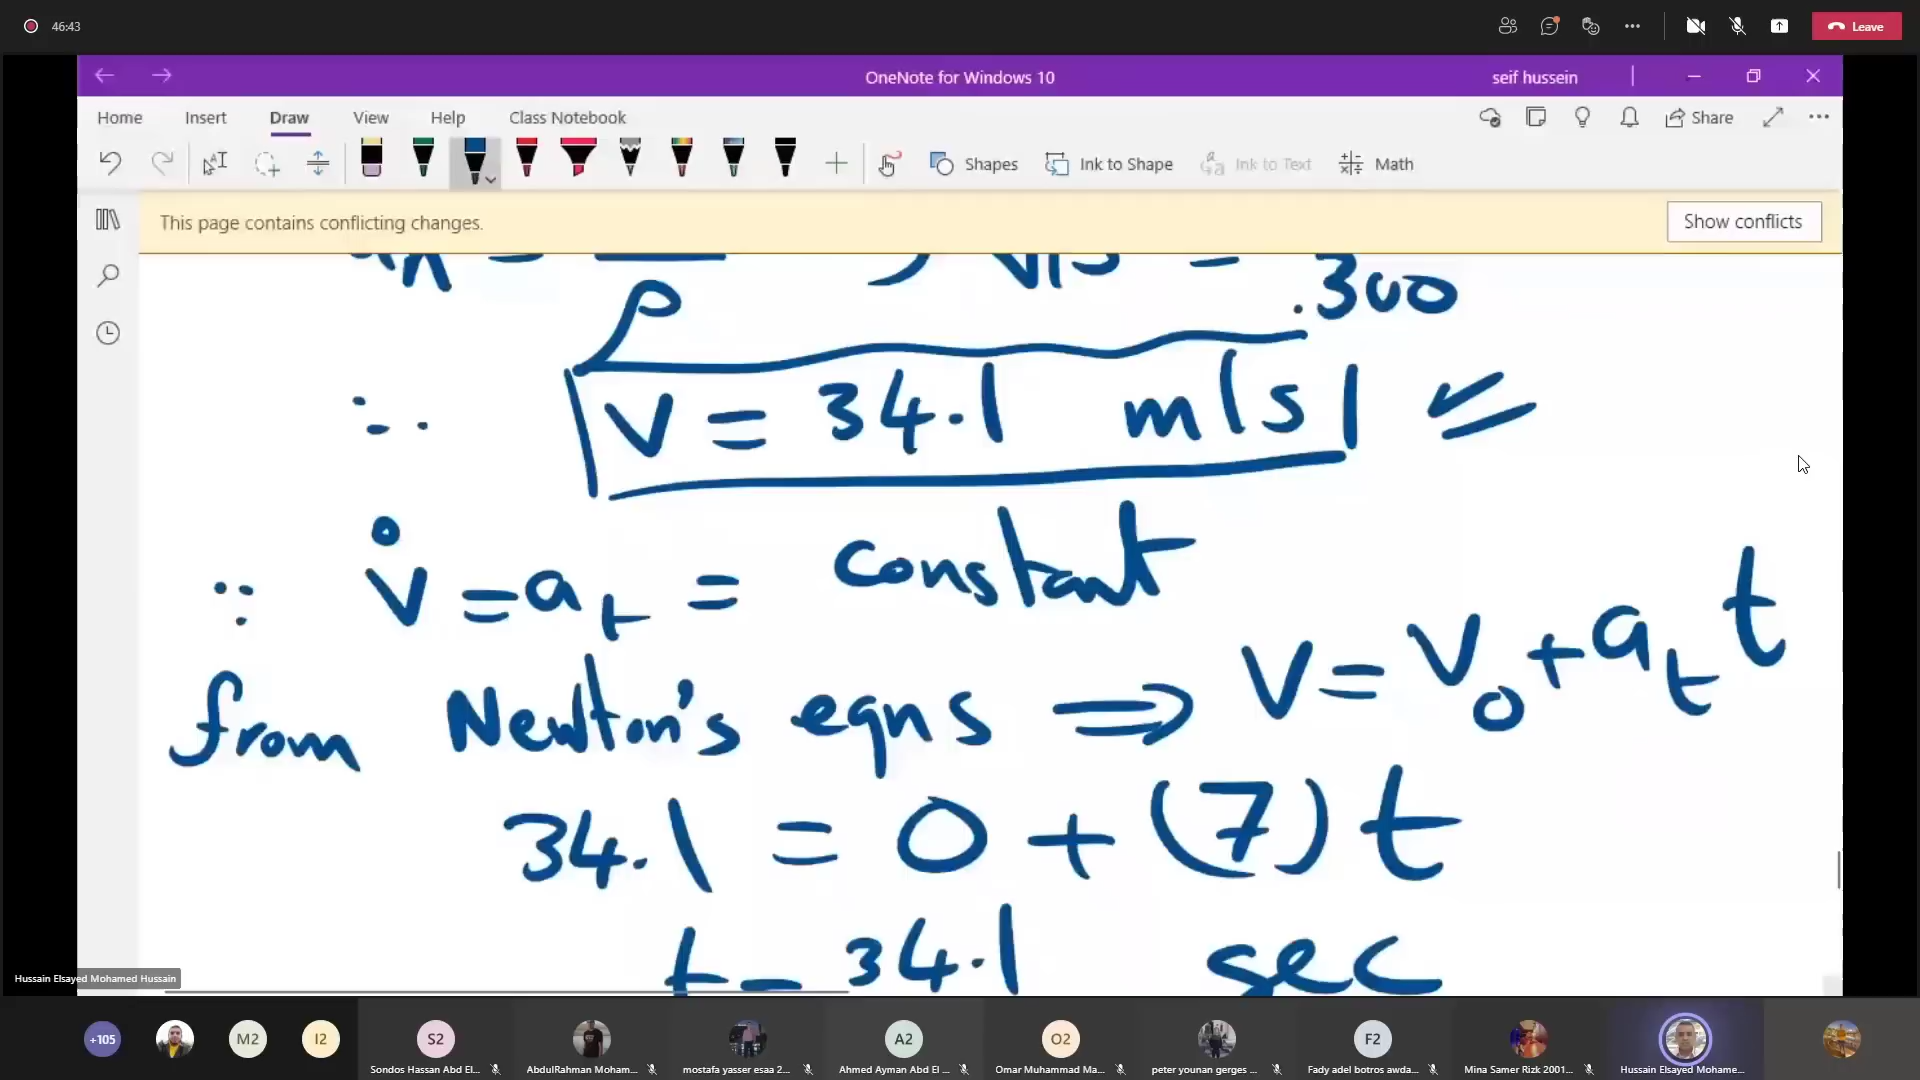 46:43
Leave
OneNote for Windows 10
seif hussein
Home Insert Draw View Help Class Notebook
Share
Shapes Ink to Shape Ink to Text Math
This page contains conflicting changes.
Show conflicts
.300
∴ V = 34.1 m/s
∵ v̇ = a_t = constant
from Newton's eqns ⟹ V = V_0 + a_t t
34.1 = 0 + (7) t
34.1 sec
Hussain Elsayed Mohamed Hussain
+105 M2 I2 S2 A2 O2 F2
Sondos Hassan Abd El... AbdulRahman Moham... mostafa yasser esaa 2... Ahmed Ayman Abd El ... Omar Muhammad Ma... peter younan gerges ... Fady adel botros awda... Mina Samer Rizk 2001... Hussain Elsayed Mohame...